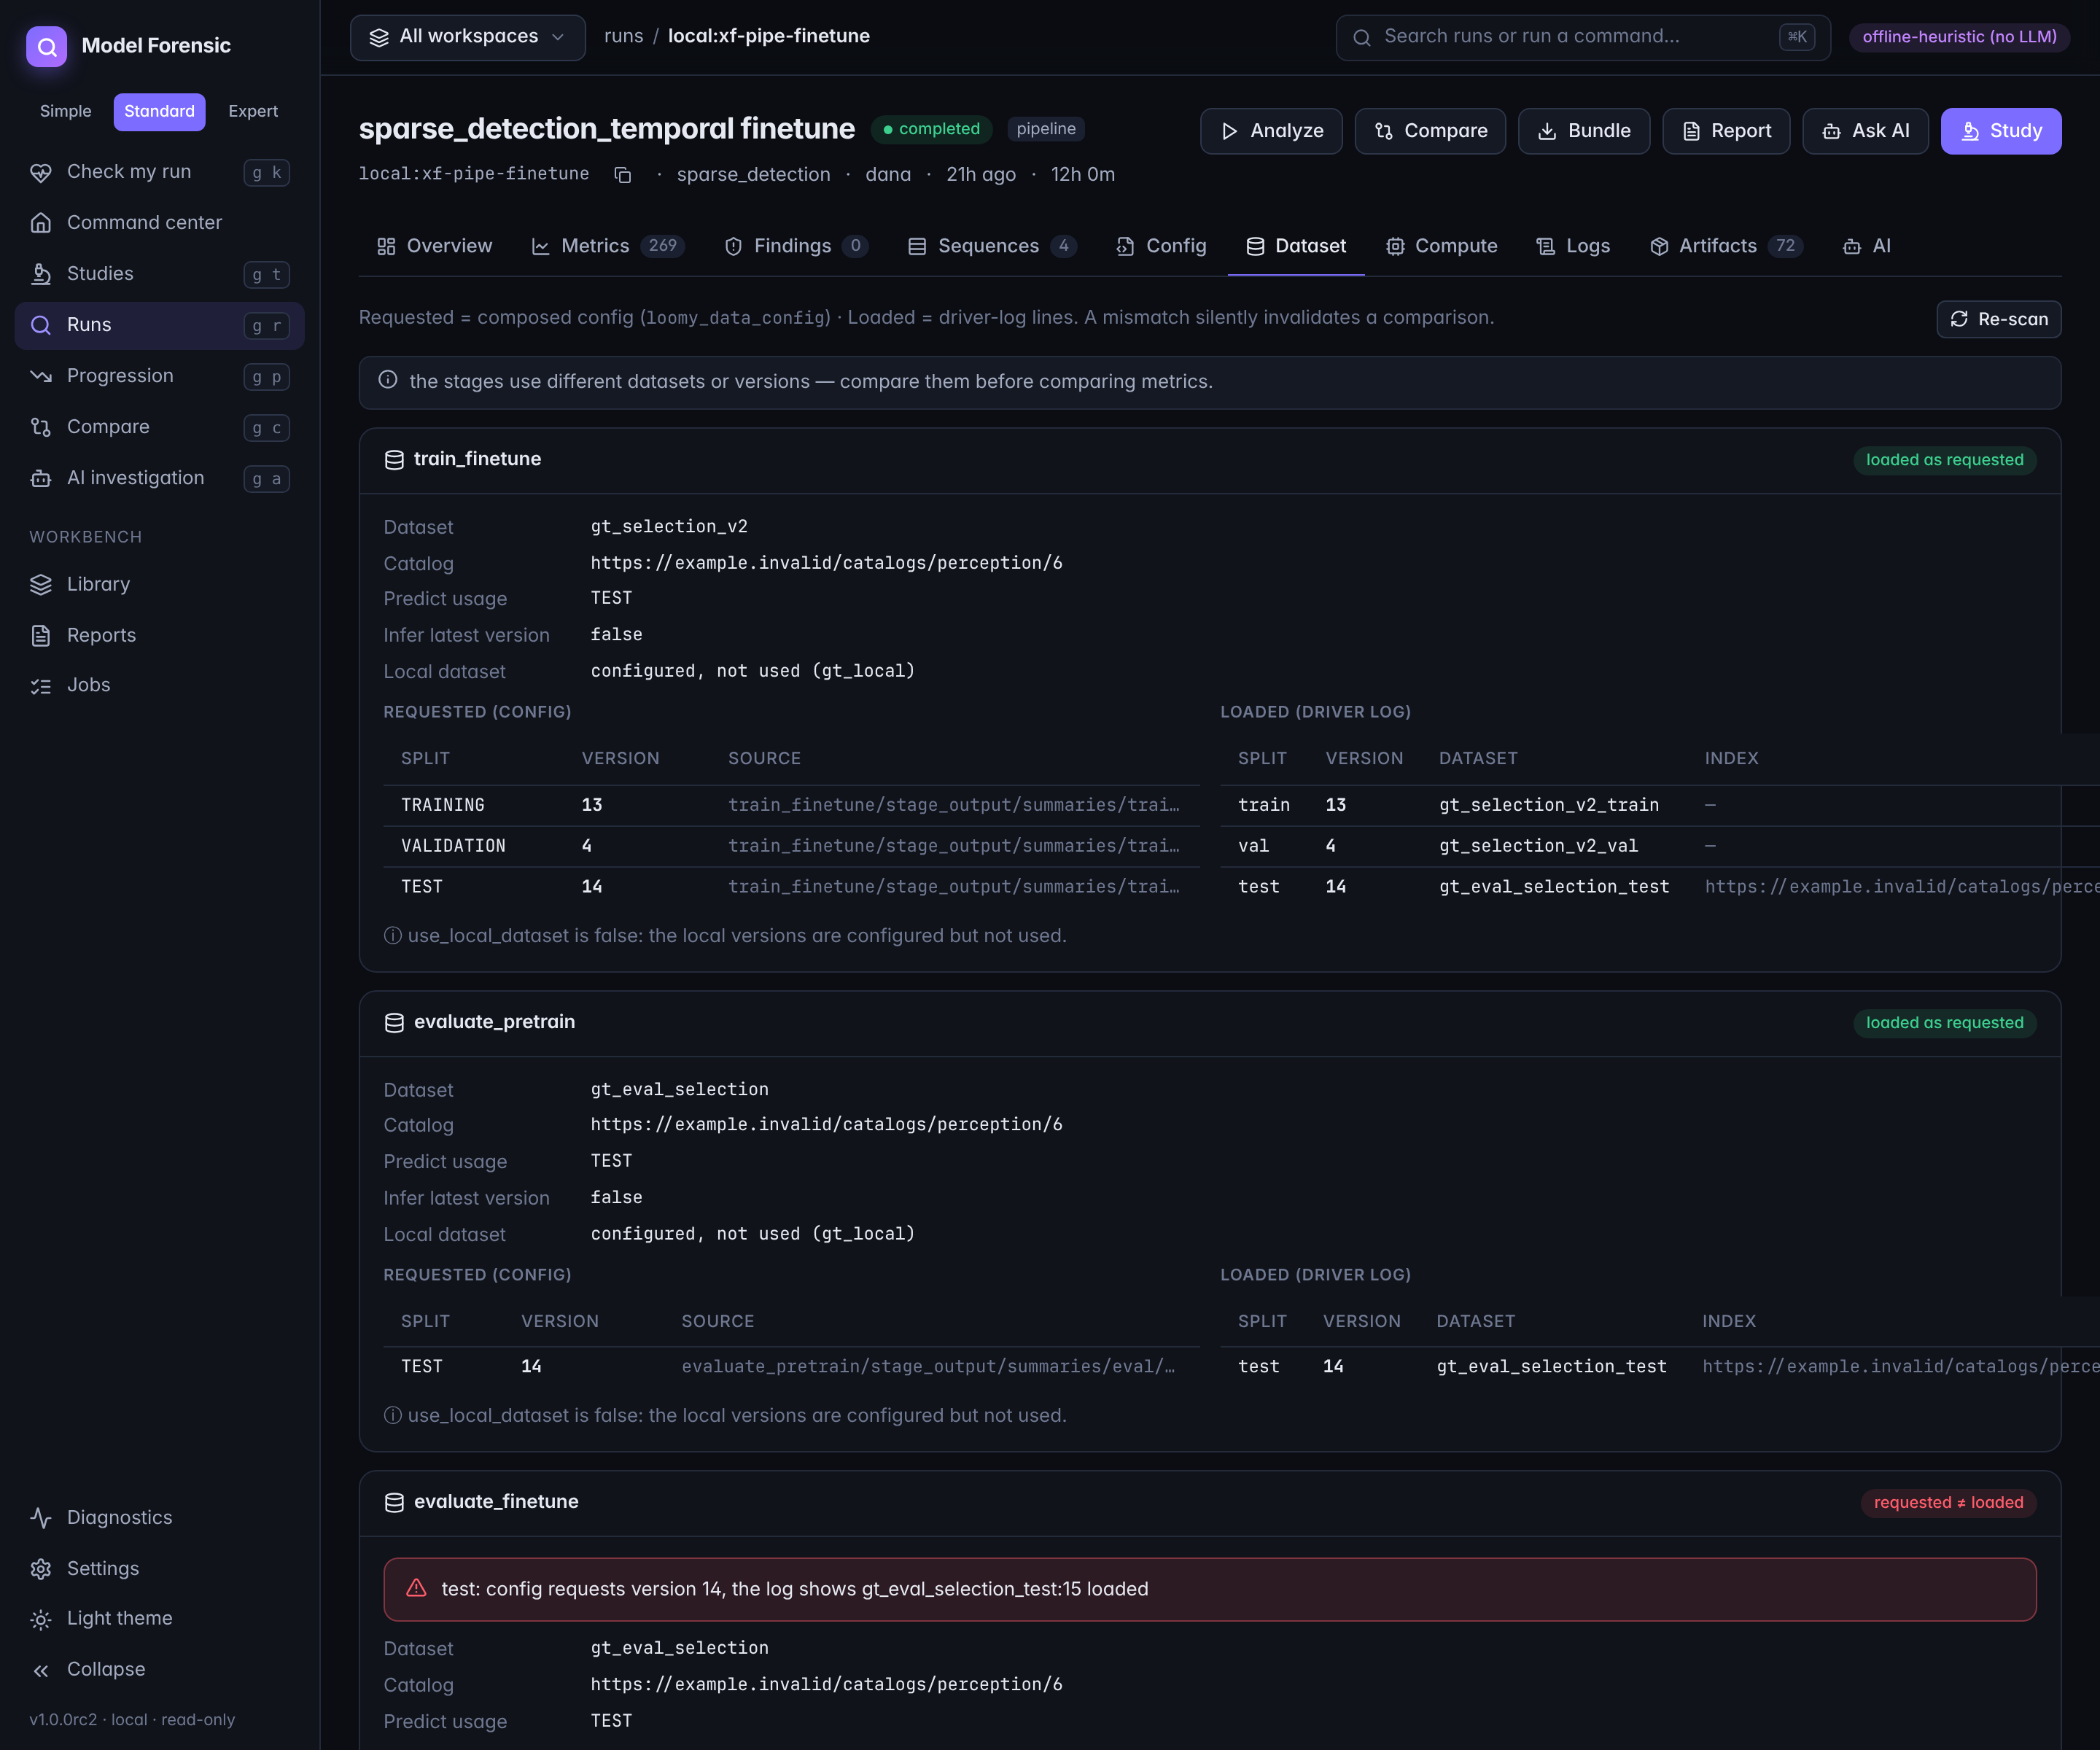 Model Forensic
Simple Standard Expert
Check my run g k
Command center
Studies g t
Runs g r
Progression g p
Compare g c
AI investigation g a
WORKBENCH
Library
Reports
Jobs
Diagnostics
Settings
Light theme
Collapse
v1.0.0rc2 · local · read-only
All workspaces runs / local:xf-pipe-finetune Search runs or run a command... ⌘K offline-heuristic (no LLM)
sparse_detection_temporal finetune completed pipeline Analyze Compare Bundle Report Ask AI Study
local:xf-pipe-finetune · sparse_detection · dana · 21h ago · 12h 0m
Overview Metrics 269 Findings 0 Sequences 4 Config Dataset Compute Logs Artifacts 72 AI
Requested = composed config (loomy_data_config) · Loaded = driver-log lines. A mismatch silently invalidates a comparison. Re-scan
the stages use different datasets or versions — compare them before comparing metrics.
train_finetune loaded as requested
Dataset gt_selection_v2
Catalog https://example.invalid/catalogs/perception/6
Predict usage TEST
Infer latest version false
Local dataset configured, not used (gt_local)
REQUESTED (CONFIG) LOADED (DRIVER LOG)
SPLIT VERSION SOURCE SPLIT VERSION DATASET INDEX
TRAINING 13 train_finetune/stage_output/summaries/trai… train 13 gt_selection_v2_train —
VALIDATION 4 train_finetune/stage_output/summaries/trai… val 4 gt_selection_v2_val —
TEST 14 train_finetune/stage_output/summaries/trai… test 14 gt_eval_selection_test https://example.invalid/catalogs/perce
ⓘ use_local_dataset is false: the local versions are configured but not used.
evaluate_pretrain loaded as requested
Dataset gt_eval_selection
Catalog https://example.invalid/catalogs/perception/6
Predict usage TEST
Infer latest version false
Local dataset configured, not used (gt_local)
REQUESTED (CONFIG) LOADED (DRIVER LOG)
SPLIT VERSION SOURCE SPLIT VERSION DATASET INDEX
TEST 14 evaluate_pretrain/stage_output/summaries/eval/… test 14 gt_eval_selection_test https://example.invalid/catalogs/perce
ⓘ use_local_dataset is false: the local versions are configured but not used.
evaluate_finetune requested ≠ loaded
test: config requests version 14, the log shows gt_eval_selection_test:15 loaded
Dataset gt_eval_selection
Catalog https://example.invalid/catalogs/perception/6
Predict usage TEST